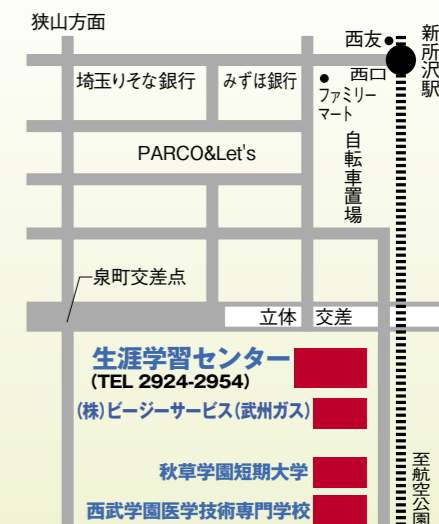 狭山方面
西友
新所沢駅
西口
埼玉りそな銀行
みずほ銀行
ファミリー
マート
自転車置場
PARCO&Let's
泉町交差点
立体 交差
生涯学習センター
(TEL 2924-2954)
(株)ビージーサービス(武州ガス)
秋草学園短期大学
西武学園医学技術専門学校
至航空公園